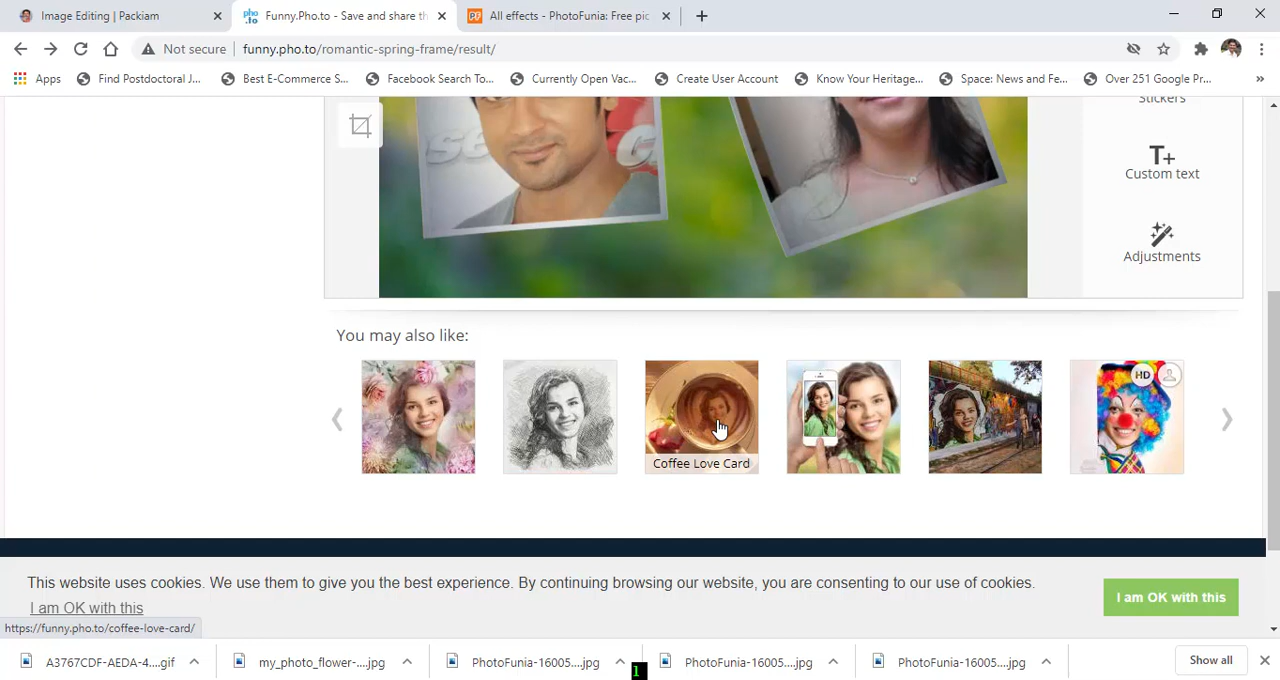 Image Editing | Packiam
pho.to
Funny.Pho.to - Save and share th
PF
All effects - PhotoFunia: Free pic
Not secure
funny.pho.to/romantic-spring-frame/result/
Apps
Find Postdoctoral J...
Best E-Commerce S...
Facebook Search To...
Currently Open Vac...
Create User Account
Know Your Heritage...
Space: News and Fe...
Over 251 Google Pr...
»
Stickers
T+
Custom text
Adjustments
You may also like:
HD
Coffee Love Card
This website uses cookies. We use them to give you the best experience. By continuing browsing our website, you are consenting to our use of cookies.
I am OK with this
I am OK with this
https://funny.pho.to/coffee-love-card/
A3767CDF-AEDA-4....gif
my_photo_flower-....jpg
PhotoFunia-16005....jpg
PhotoFunia-16005....jpg
PhotoFunia-16005....jpg
Show all
1